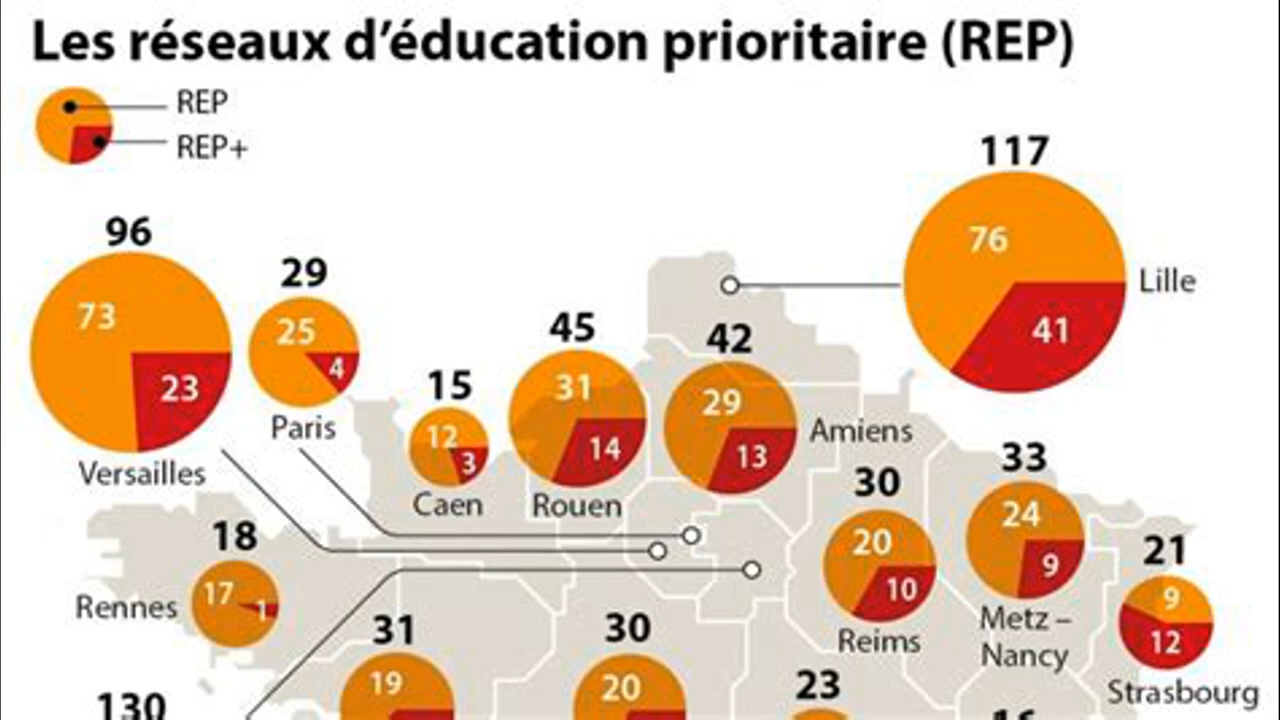 Les réseaux d'éducation prioritaire (REP)
REP
REP+
117
76
41
Lille
96
73
23
Versailles
29
25
4
Paris
15
12
3
Caen
45
31
14
Rouen
42
29
13
Amiens
30
20
10
Reims
33
24
9
Metz –
Nancy
21
9
12
Strasbourg
18
17
1
Rennes
31
19
30
20
23
130